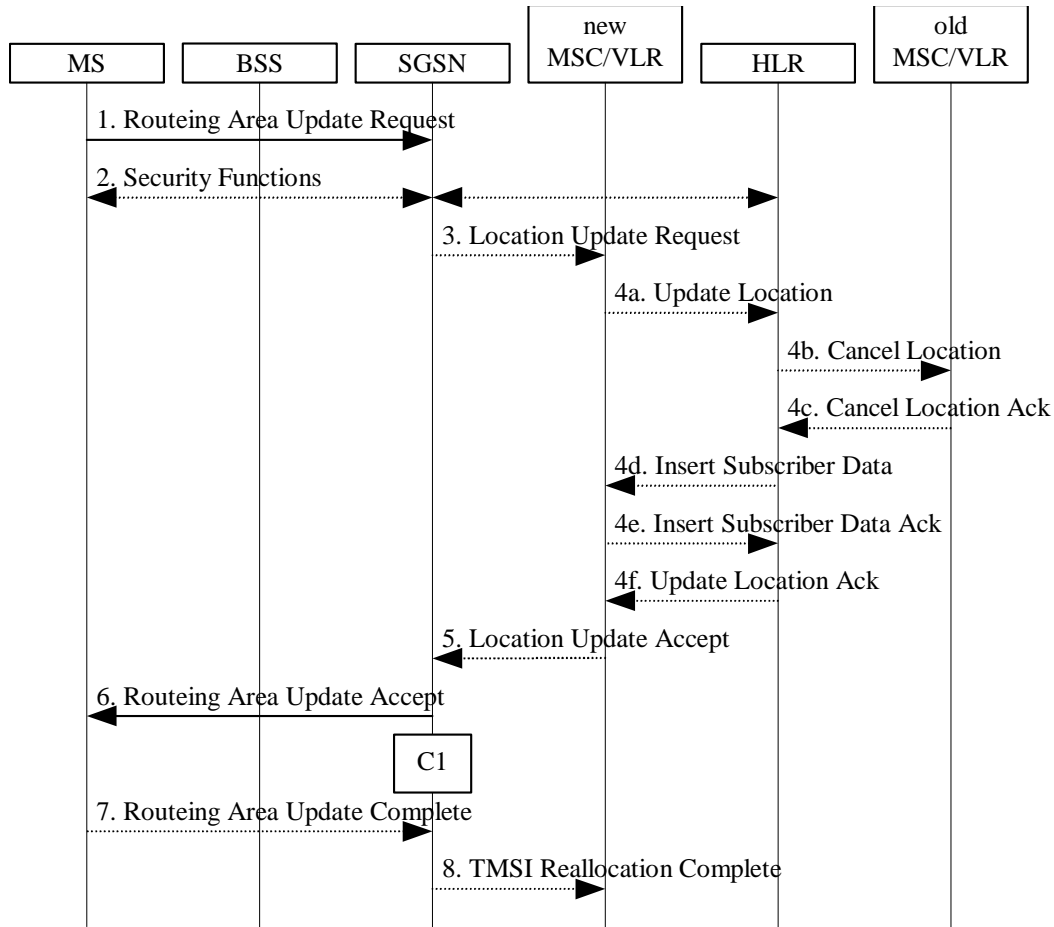 new
old
MS
BSS
SGSN
MSC/VLR
HLR
MSC/VLR
1. Routeing Area Update Request
2. Security Functions
3. Location Update Request
4a. Update Location
4b. Cancel Location
4c. Cancel Location Ack
4d. Insert Subscriber Data
4e. Insert Subscriber Data Ack
4f. Update Location Ack
5. Location Update Accept
6. Routeing Area Update Accept
C1
7. Routeing Area Update Complete
8. TMSI Reallocation Complete